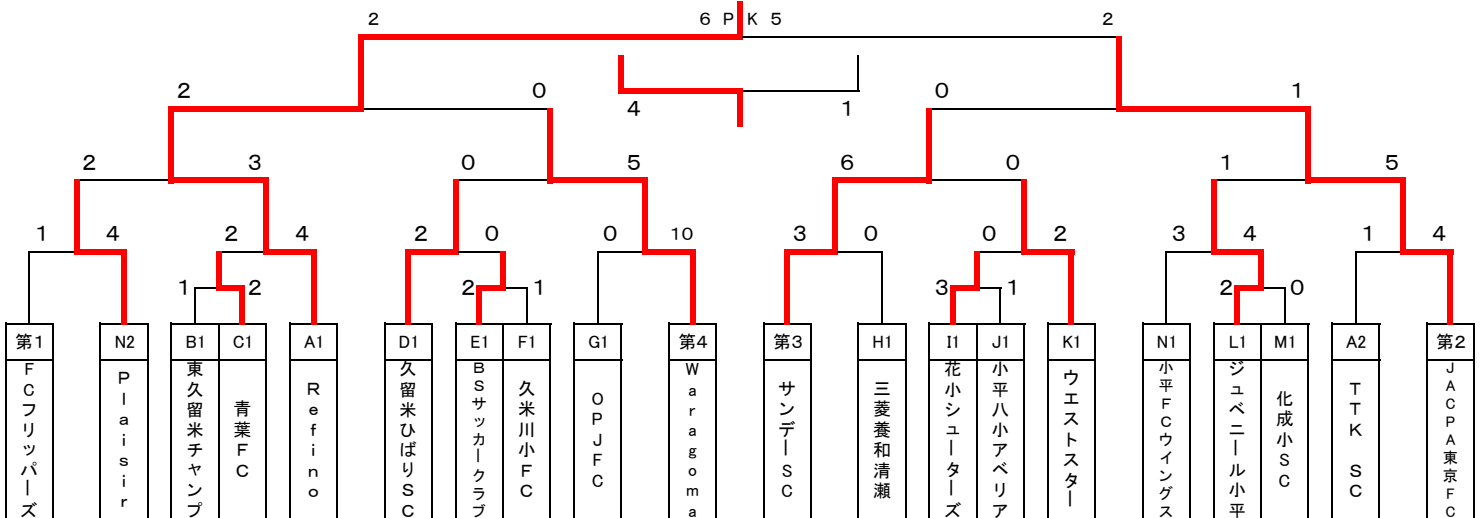 2 6 P K 5 2
2 0 4 1 0 1
2 3 0 5 6 0 1 5
1 4 2 4 2 0 0 10 3 0 0 2 3 4 1 4
1 2 2 1 3 1 2 0
第1 N2 B1 C1 A1 D1 E1 F1 G1 第4 第3 H1 I1 J1 K1 N1 L1 M1 A2 第2
FCフリッパーズ
Plaisir
東久留米チャンプ
青葉FC
Refino
久留米ひばりSC
BSサッカークラブ
久米川小FC
OPJFC
Waragoma
サンデーSC
三菱養和清瀬
花小シューターズ
小平八小アベリア
ウエストスター
小平FCウイングス
ジュベニール小平
化成小SC
TTK SC
JACPA東京FC